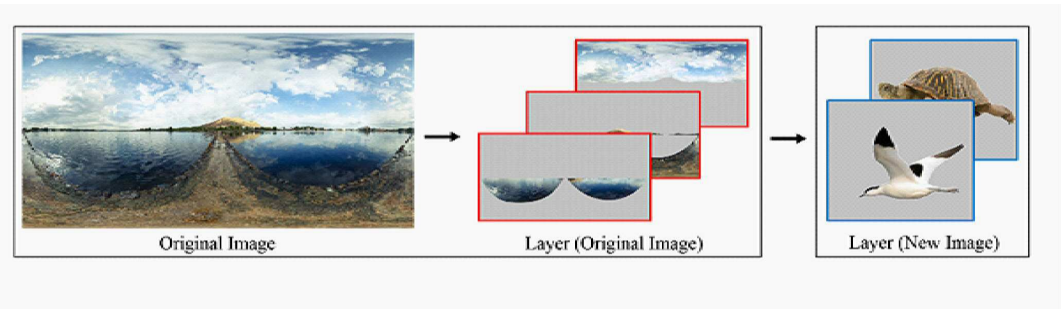 Original Image
Layer (Original Image)
Layer (New Image)